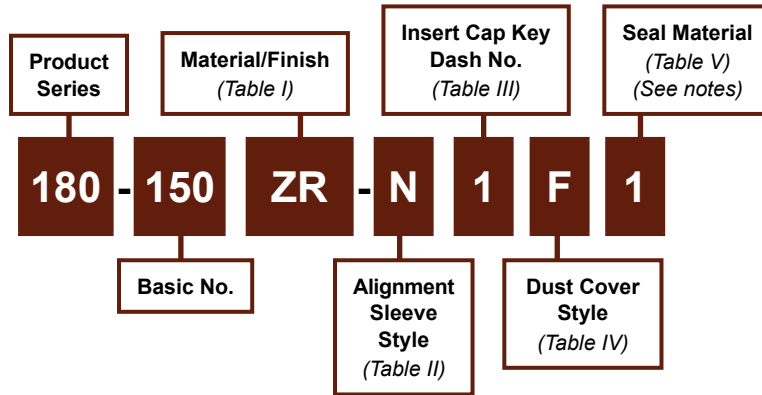 Product
Series
Material/Finish
(Table I)
Insert Cap Key
Dash No.
(Table III)
Seal Material
(Table V)
(See notes)
180 - 150 ZR - N 1 F 1
Basic No.
Alignment
Sleeve
Style
(Table II)
Dust Cover
Style
(Table IV)